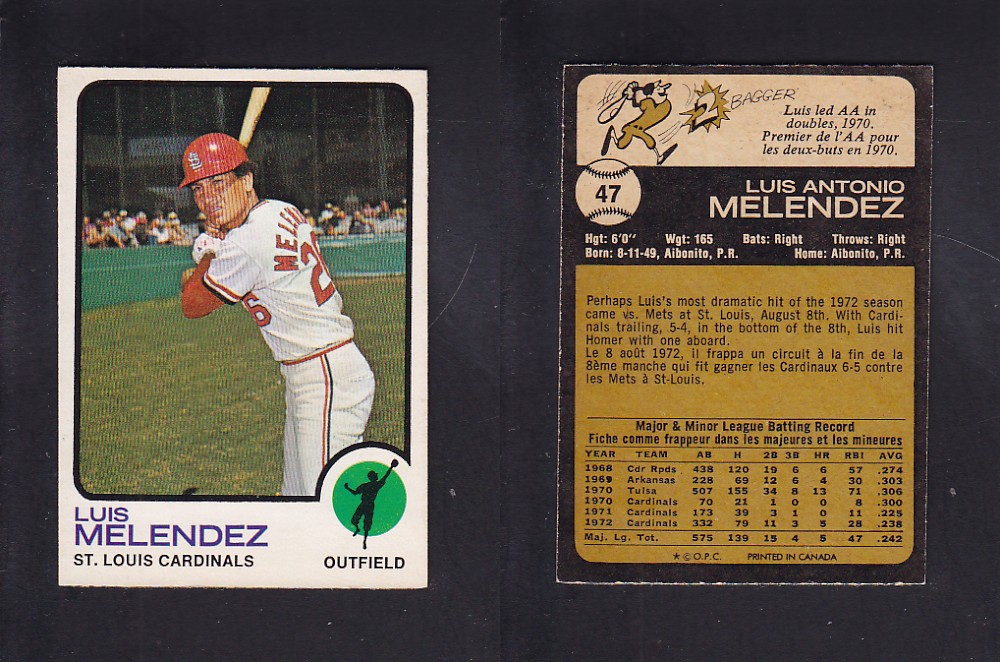 MELEN
26
26
LUIS
MELENDEZ
ST. LOUIS CARDINALS
OUTFIELD
2 BAGGER
Luis led AA in
doubles, 1970.
Premier de l'AA pour
les deux-buts en 1970.
47
LUIS ANTONIO
MELENDEZ
Hgt: 6'0" Wgt: 165 Bats: Right Throws: Right
Born: 8-11-49, Aibonito, P.R. Home: Aibonito, P.R.
Perhaps Luis's most dramatic hit of the 1972 season
came vs. Mets at St. Louis, August 8th. With Cardi-
nals trailing, 5-4, in the bottom of the 8th, Luis hit
Homer with one aboard.
Le 8 août 1972, il frappa un circuit à la fin de la
8ème manche qui fit gagner les Cardinaux 6-5 contre
les Mets à St-Louis.
Major & Minor League Batting Record
Fiche comme frappeur dans les majeures et les mineures
YEAR TEAM AB H 2B 3B HR RBI AVG
1968 Cdr Rpds 438 120 19 6 6 57 .274
1969 Arkansas 228 69 12 6 4 30 .303
1970 Tulsa 507 155 34 8 13 71 .306
1970 Cardinals 70 21 1 0 0 8 .300
1971 Cardinals 173 39 3 1 0 11 .225
1972 Cardinals 332 79 11 3 5 28 .238
Maj. Lg. Tot. 575 139 15 4 5 47 .242
★ © O.P.C. PRINTED IN CANADA